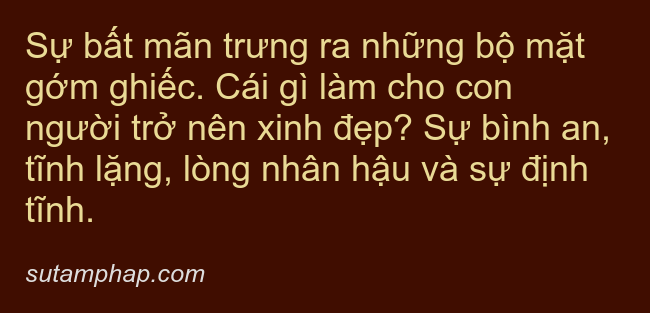 Sự bất mãn trưng ra những bộ mặt
gớm ghiếc. Cái gì làm cho con
người trở nên xinh đẹp? Sự bình an,
tĩnh lặng, lòng nhân hậu và sự định
tĩnh.
sutamphap.com